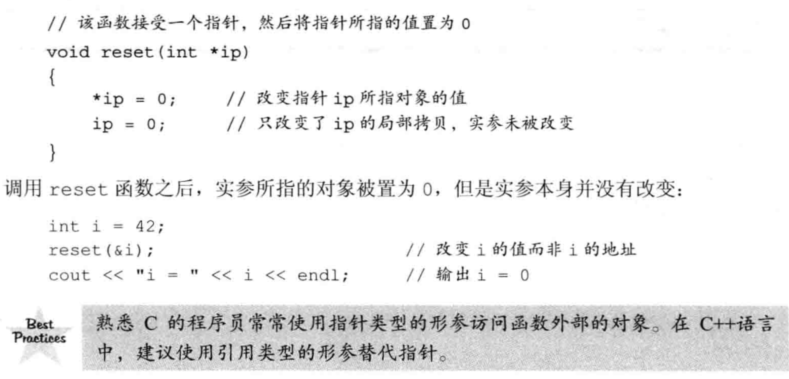 // 该函数接受一个指针，然后将指针所指的值置为 0
void reset(int *ip)
{
*ip = 0; // 改变指针 ip 所指对象的值
ip = 0; // 只改变了 ip 的局部拷贝，实参未被改变
}
调用 reset 函数之后，实参所指的对象被置为 0，但是实参本身并没有改变：
int i = 42;
reset(&i); // 改变 i 的值而非 i 的地址
cout << "i = " << i << endl; // 输出 i = 0
Best
Practices
熟悉 C 的程序员常常使用指针类型的形参访问函数外部的对象。在 C++语言
中，建议使用引用类型的形参替代指针。